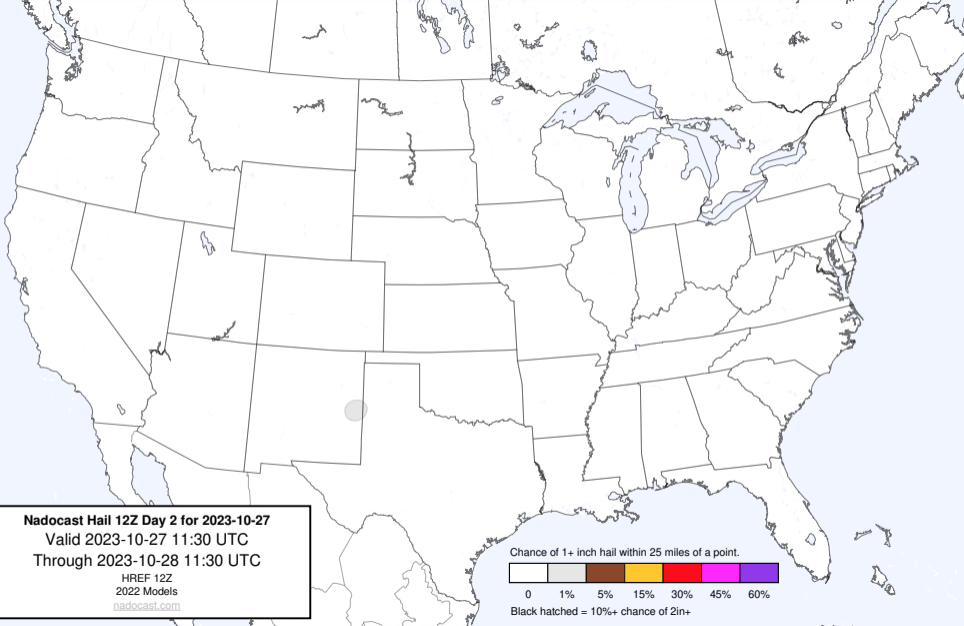 Nadocast Hail 12Z Day 2 for 2023-10-27
Valid 2023-10-27 11:30 UTC
Through 2023-10-28 11:30 UTC
HREF 12Z
2022 Models
nadocast.com
Chance of 1+ inch hail within 25 miles of a point.
0 1% 5% 15% 30% 45% 60%
Black hatched = 10%+ chance of 2in+